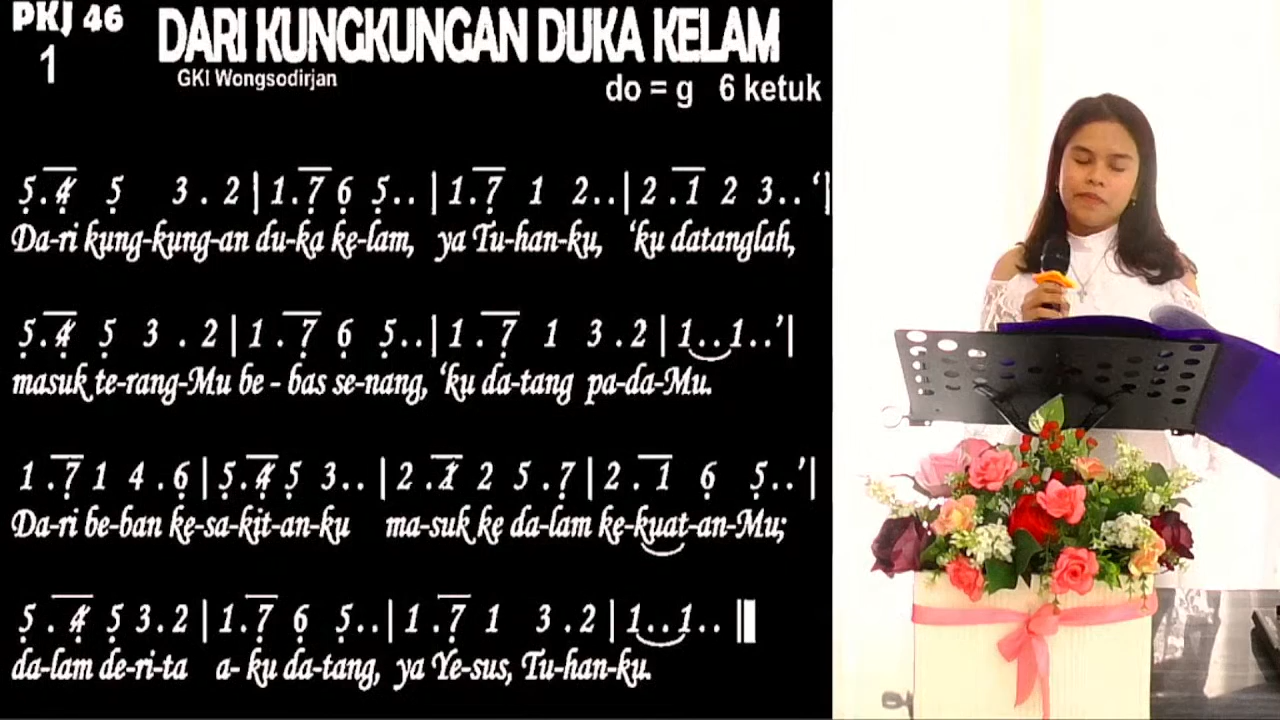 PKJ 46
1
DARI KUNGKUNGAN DUKA KELAM
GKI Wongsodirjan
do = g 6 ketuk
5̣ . 4̸̣ 5̣ 3 . 2 | 1 . 7̣ 6̣ 5̣ . . | 1 . 7̣ 1 2 . . | 2 . 1 2 3 . . ‘|
Da-ri kung-kung-an du-ka ke-lam, ya Tu-han-ku, ‘ku datanglah,
5̣ . 4̸̣ 5̣ 3 . 2 | 1 . 7̣ 6̣ 5̣ . . | 1 . 7̣ 1 3 . 2 | 1 . . 1 . . ’|
masuk te-rang-Mu be - bas se-nang, ‘ku da-tang pa-da-Mu.
1 . 7̣ 1 4 . 6̣ | 5̣ . 4̸̣ 5̣ 3 . . | 2 . 1̸ 2 5 . 7̣ | 2 . 1 6̣ 5̣ . . ’|
Da-ri be-ban ke-sa-kit-an-ku ma-suk ke da-lam ke-kuat-an-Mu;
5̣ . 4̸̣ 5̣ 3 . 2 | 1 . 7̣ 6̣ 5̣ . . | 1 . 7̣ 1 3 . 2 | 1 . . 1 . . ||
da-lam de-ri-ta a- ku da-tang, ya Ye-sus, Tu-han-ku.